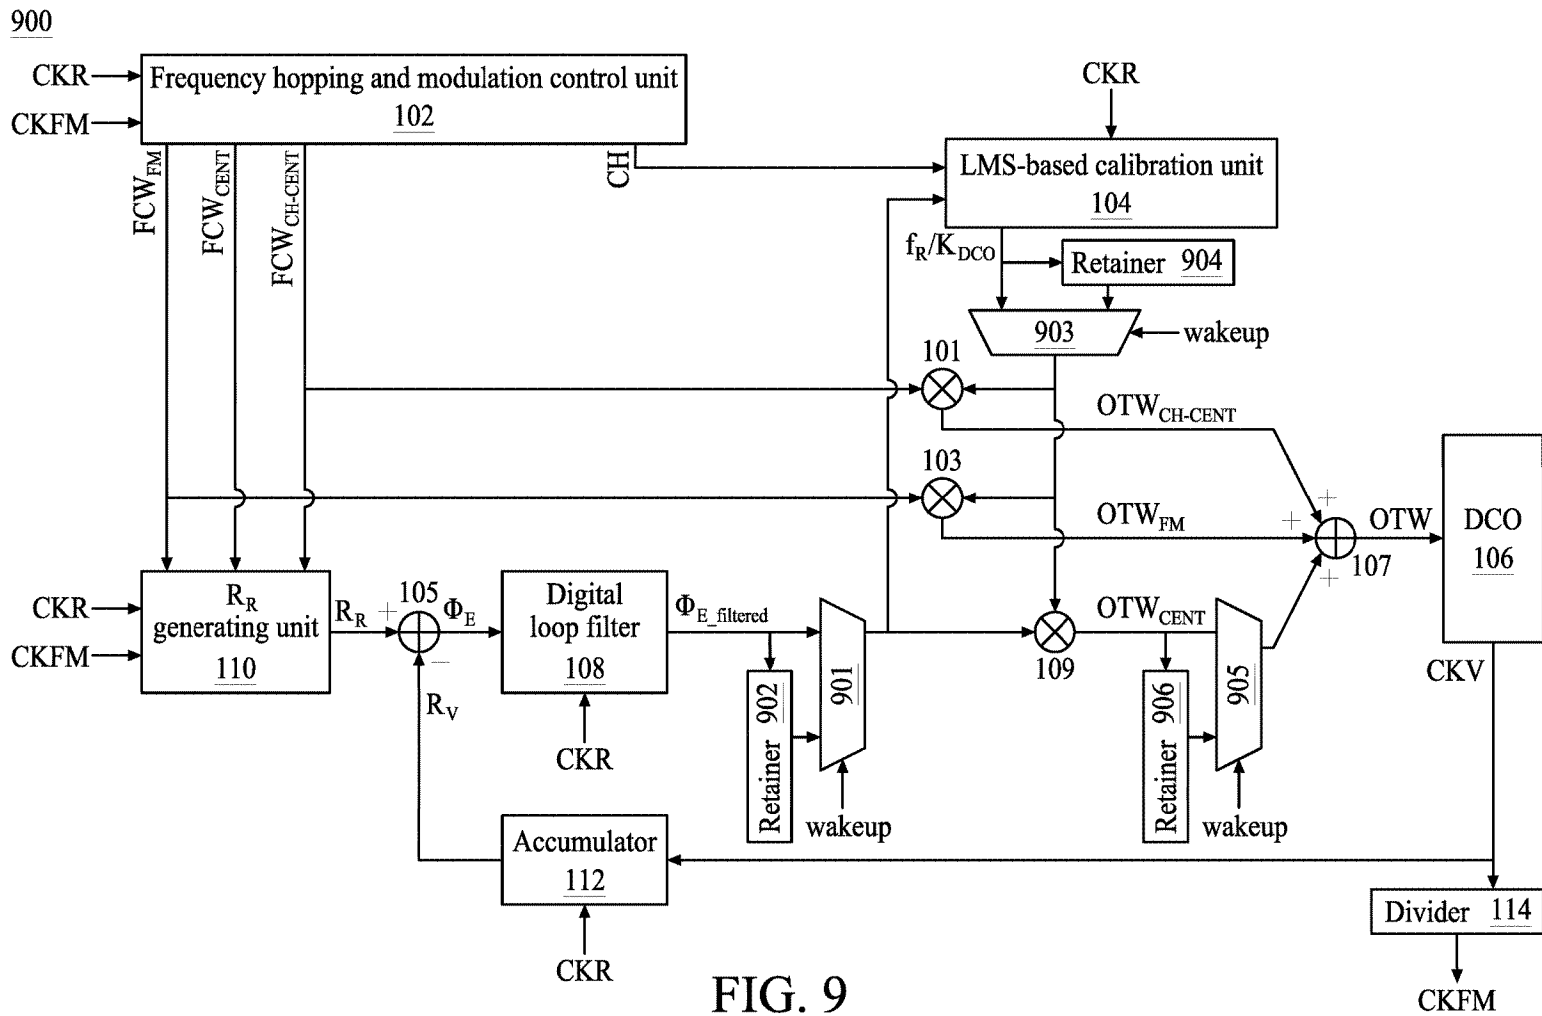 900
CKR
CKFM
Frequency hopping and modulation control unit
102
FCW_FM
FCW_CENT
FCW_CH-CENT
CH
CKR
LMS-based calibration unit
104
f_R/K_DCO
Retainer 904
903
wakeup
101
OTW_CH-CENT
+
103
OTW_FM
+
OTW
107
+
DCO
106
CKR
CKFM
R_R
generating unit
110
R_R
+
105
−
Φ_E
R_V
Digital
loop filter
108
CKR
Φ_E_filtered
Retainer 902
901
wakeup
109
OTW_CENT
Retainer 906
905
wakeup
CKV
Accumulator
112
CKR
Divider 114
CKFM
FIG. 9